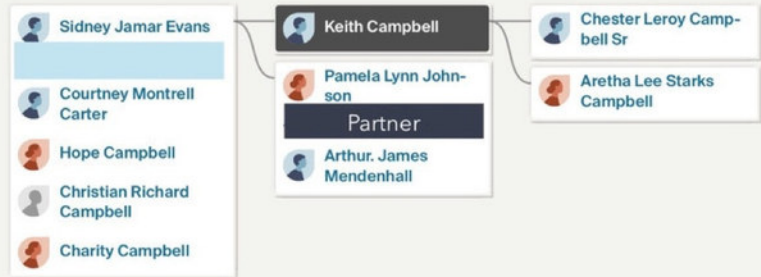 Sidney Jamar Evans
Courtney Montrell
Carter
Hope Campbell
Christian Richard
Campbell
Charity Campbell
Keith Campbell
Pamela Lynn John-
son
Partner
Arthur. James
Mendenhall
Chester Leroy Camp-
bell Sr
Aretha Lee Starks
Campbell